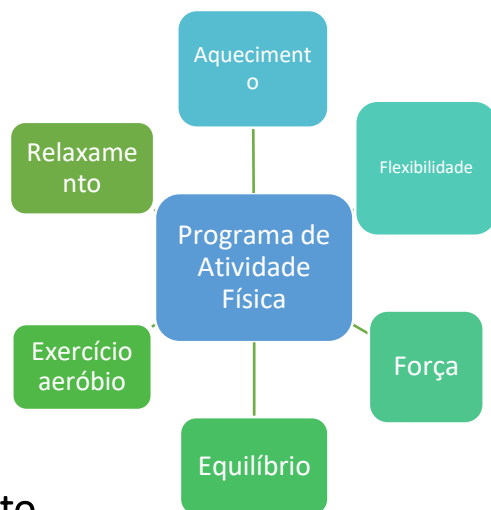 Aqueciment
o
Flexibilidade
Força
Equilíbrio
Exercício
aeróbio
Relaxame
nto
Programa de
Atividade
Física